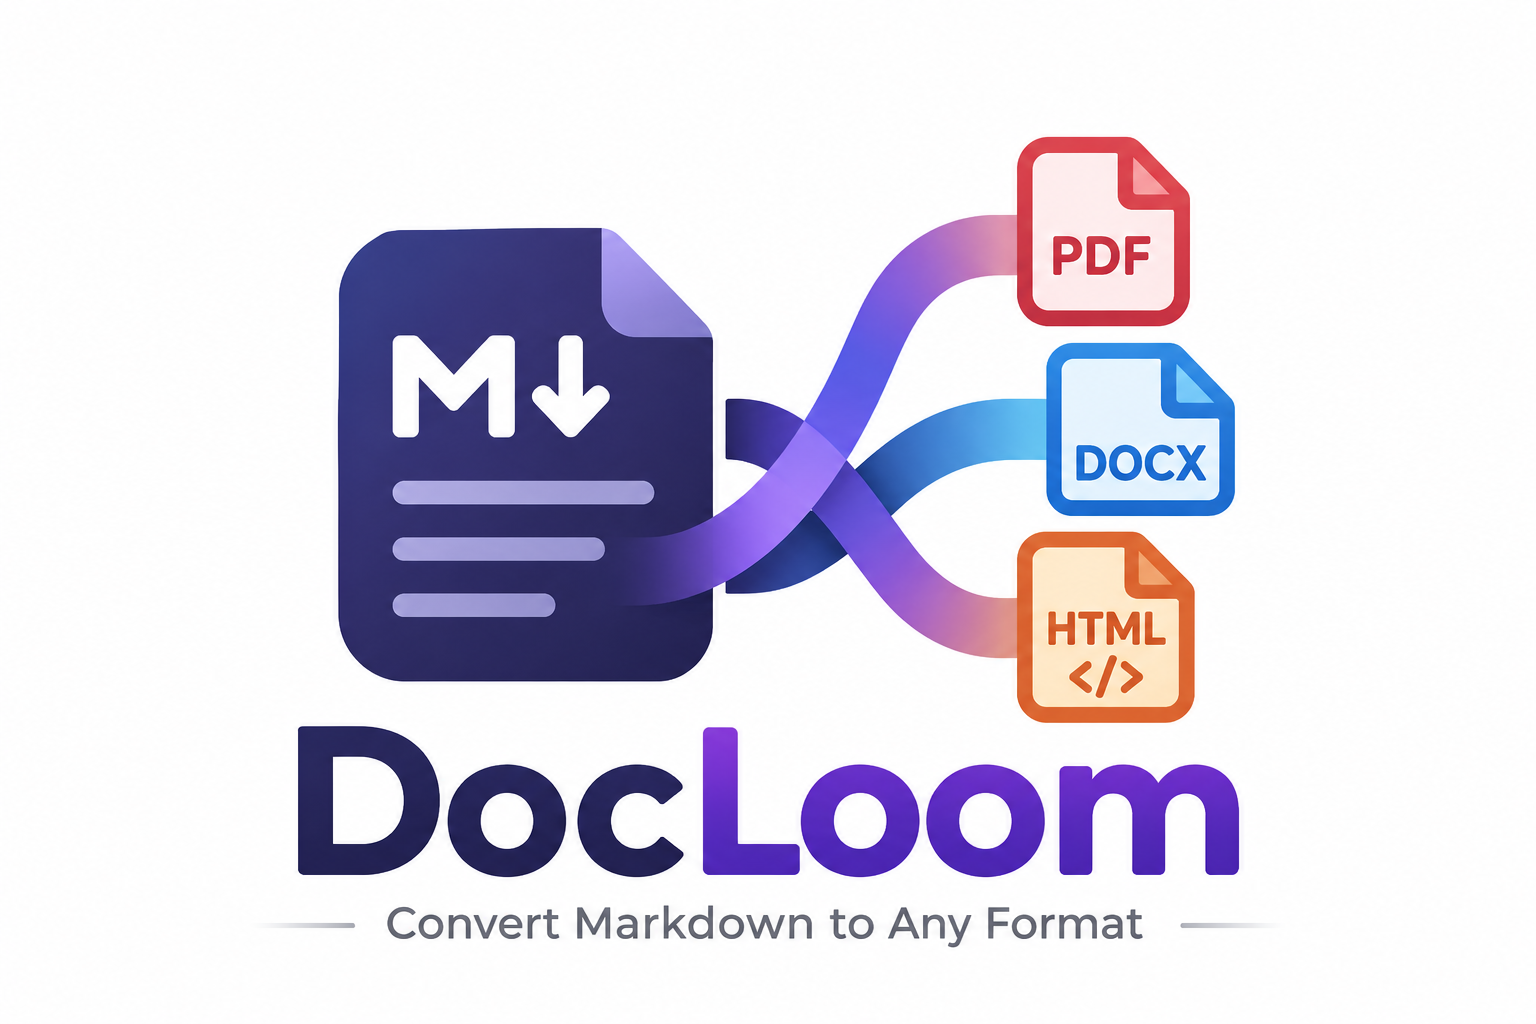 M↓
PDF
DOCX
HTML
</>
DocLoom
Convert Markdown to Any Format